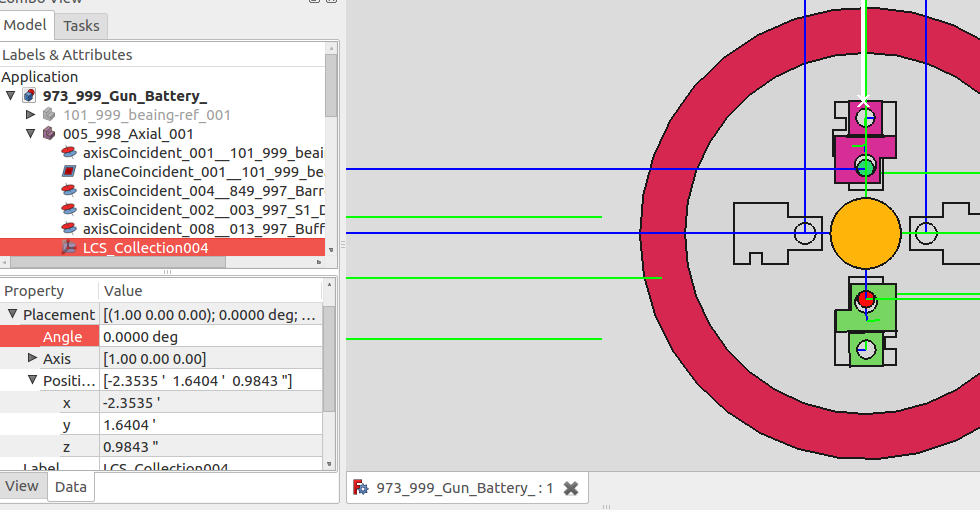 Combo View
Model Tasks
Labels & Attributes
Application
973_999_Gun_Battery_
101_999_beaing-ref_001
005_998_Axial_001
axisCoincident_001__101_999_beai
planeCoincident_001__101_999_be
axisCoincident_004__849_997_Barr
axisCoincident_002__003_997_S1_D
axisCoincident_008__013_997_Buff
LCS_Collection004
Property Value
Placement [(1.00 0.00 0.00); 0.0000 deg; ...
Angle 0.0000 deg
Axis [1.00 0.00 0.00]
Positi... [-2.3535 ' 1.6404 ' 0.9843 "]
x -2.3535 '
y 1.6404 '
z 0.9843 "
Label LCS_Collection004
View Data
973_999_Gun_Battery_ : 1